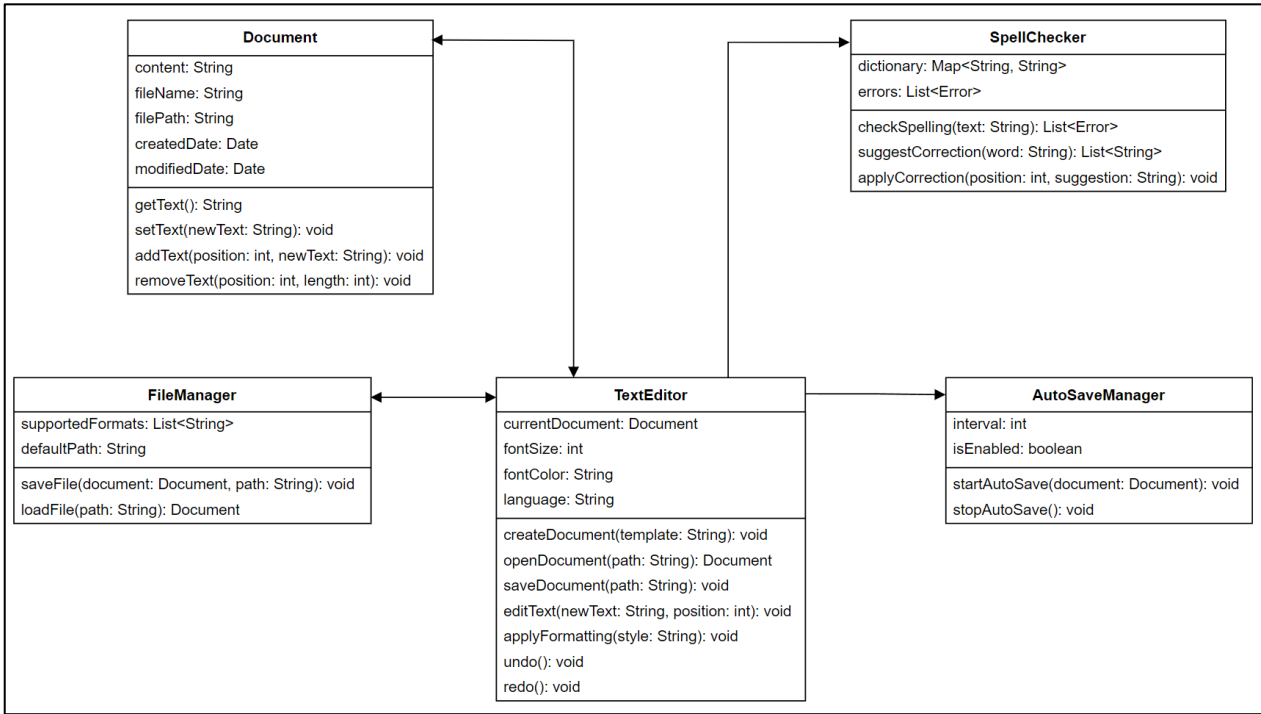 Document
content: String
fileName: String
filePath: String
createdDate: Date
modifiedDate: Date
getText(): String
setText(newText: String): void
addText(position: int, newText: String): void
removeText(position: int, length: int): void
SpellChecker
dictionary: Map<String, String>
errors: List<Error>
checkSpelling(text: String): List<Error>
suggestCorrection(word: String): List<String>
applyCorrection(position: int, suggestion: String): void
FileManager
supportedFormats: List<String>
defaultPath: String
saveFile(document: Document, path: String): void
loadFile(path: String): Document
TextEditor
currentDocument: Document
fontSize: int
fontColor: String
language: String
createDocument(template: String): void
openDocument(path: String): Document
saveDocument(path: String): void
editText(newText: String, position: int): void
applyFormatting(style: String): void
undo(): void
redo(): void
AutoSaveManager
interval: int
isEnabled: boolean
startAutoSave(document: Document): void
stopAutoSave(): void